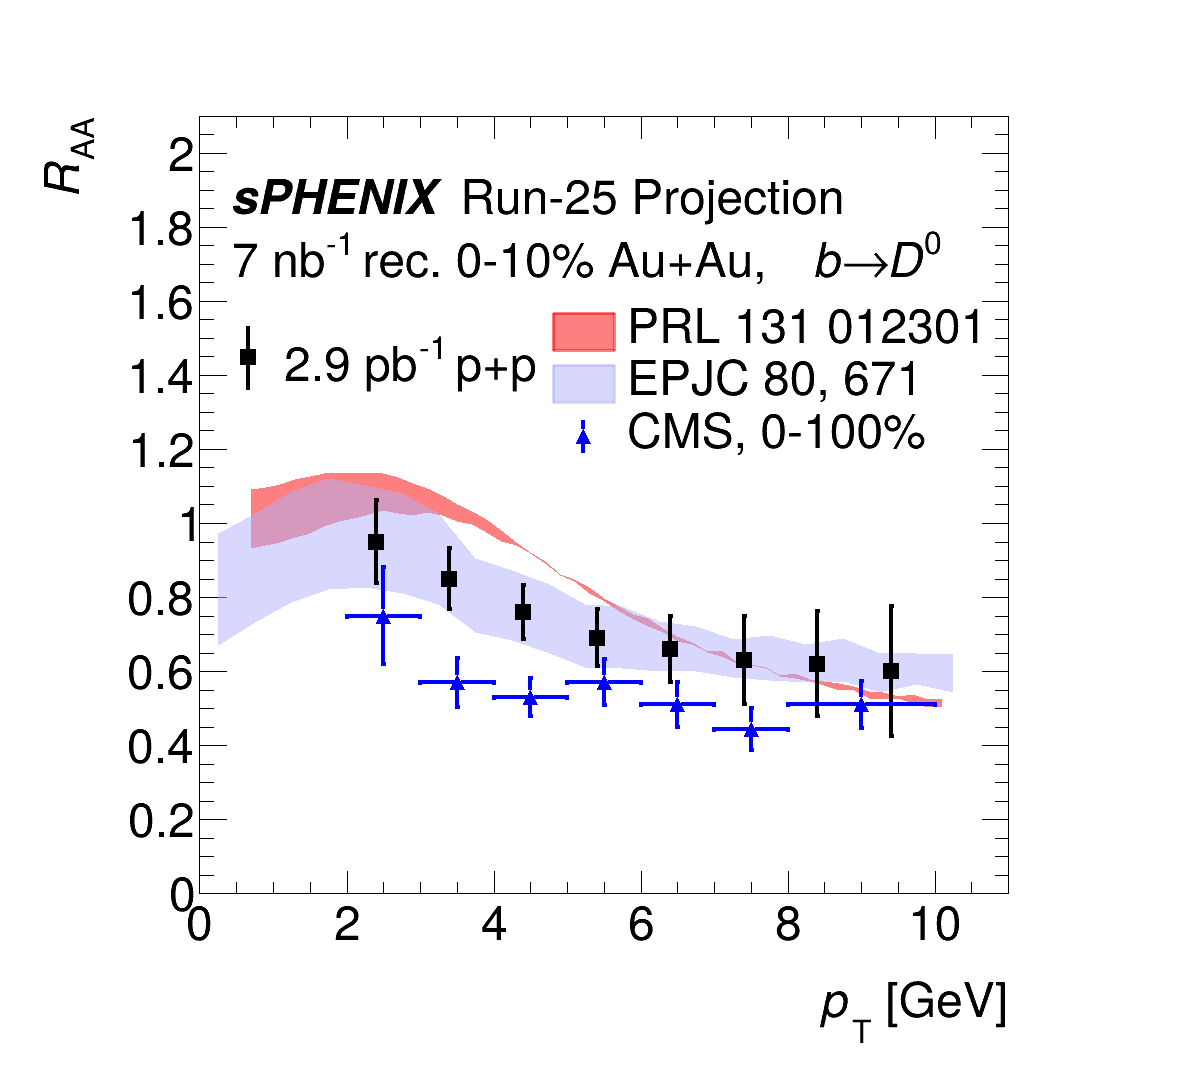 R_AA
2
1.8
1.6
1.4
1.2
1
0.8
0.6
0.4
0.2
0
sPHENIX Run-25 Projection
7 nb⁻¹ rec. 0-10% Au+Au, b→D⁰
2.9 pb⁻¹ p+p
PRL 131 012301
EPJC 80, 671
CMS, 0-100%
0 2 4 6 8 10
p_T [GeV]